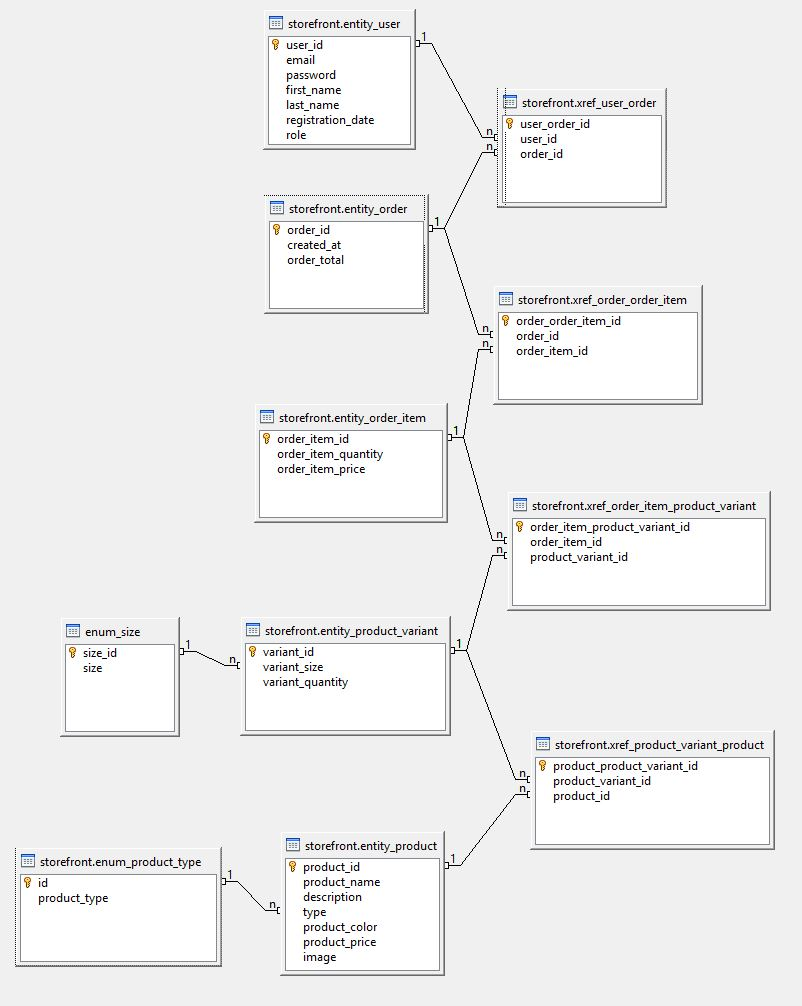 storefront.entity_user
user_id
email
password
first_name
last_name
registration_date
role
1
storefront.xref_user_order
user_order_id
user_id
order_id
n
n
storefront.entity_order
order_id
created_at
order_total
1
storefront.xref_order_order_item
order_order_item_id
order_id
order_item_id
n
n
storefront.entity_order_item
order_item_id
order_item_quantity
order_item_price
1
storefront.xref_order_item_product_variant
order_item_product_variant_id
order_item_id
product_variant_id
n
n
enum_size
size_id
size
1
n
storefront.entity_product_variant
variant_id
variant_size
variant_quantity
1
storefront.xref_product_variant_product
product_product_variant_id
product_variant_id
product_id
n
n
storefront.enum_product_type
id
product_type
1
n
storefront.entity_product
product_id
product_name
description
type
product_color
product_price
image
1